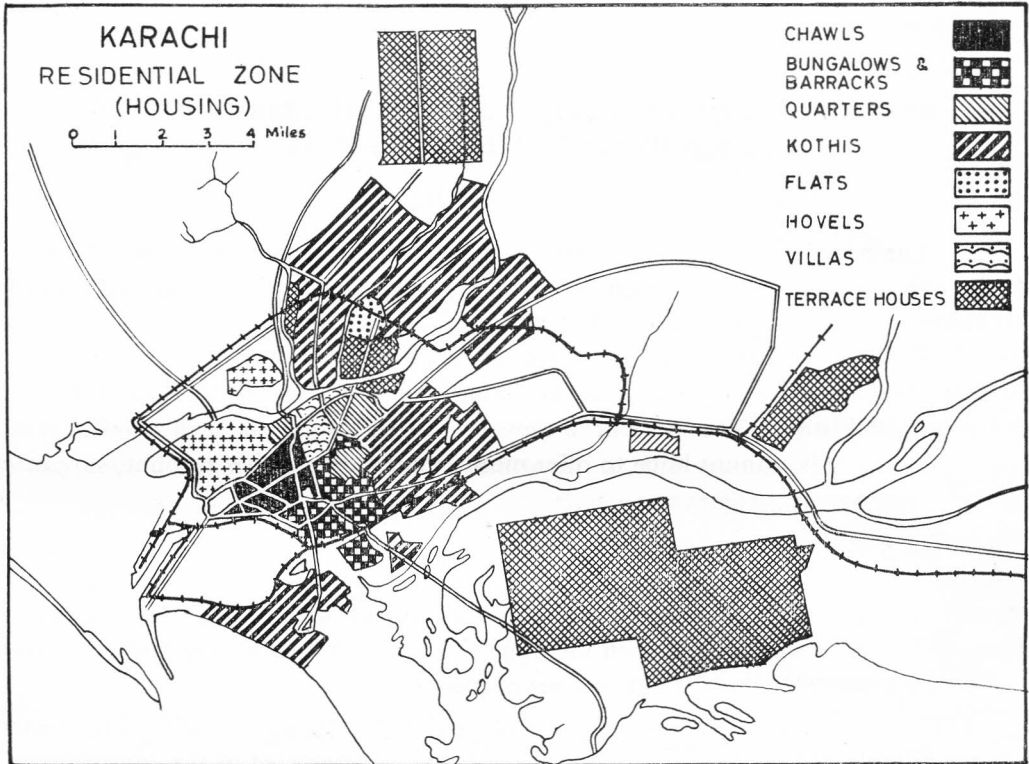 KARACHI
RESIDENTIAL ZONE
(HOUSING)
0 1 2 3 4 Miles
CHAWLS
BUNGALOWS &
BARRACKS
QUARTERS
KOTHIS
FLATS
HOVELS
VILLAS
TERRACE HOUSES